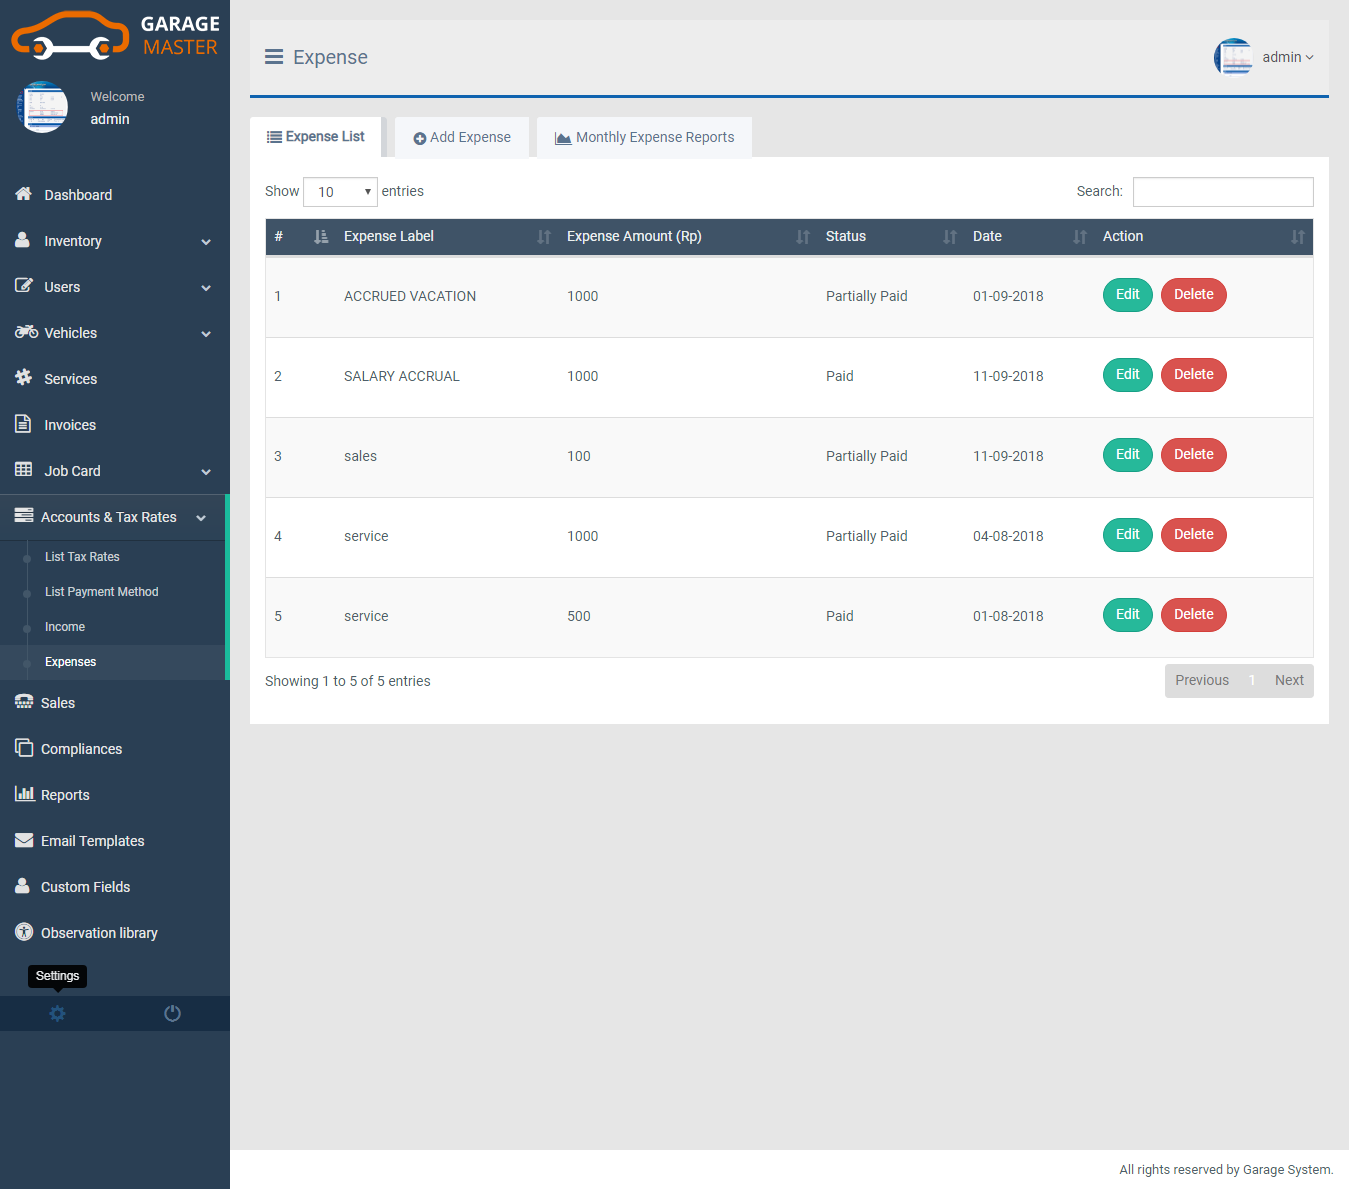 GARAGE
MASTER
Welcome
admin
Dashboard
Inventory
Users
Vehicles
Services
Invoices
Job Card
Accounts & Tax Rates
List Tax Rates
List Payment Method
Income
Expenses
Sales
Compliances
Reports
Email Templates
Custom Fields
Observation library
Settings
Expense
admin
Expense List Add Expense Monthly Expense Reports
Show 10 entries Search:
# Expense Label Expense Amount (Rp) Status Date Action
1 ACCRUED VACATION 1000 Partially Paid 01-09-2018 Edit Delete
2 SALARY ACCRUAL 1000 Paid 11-09-2018 Edit Delete
3 sales 100 Partially Paid 11-09-2018 Edit Delete
4 service 1000 Partially Paid 04-08-2018 Edit Delete
5 service 500 Paid 01-08-2018 Edit Delete
Showing 1 to 5 of 5 entries Previous 1 Next
All rights reserved by Garage System.